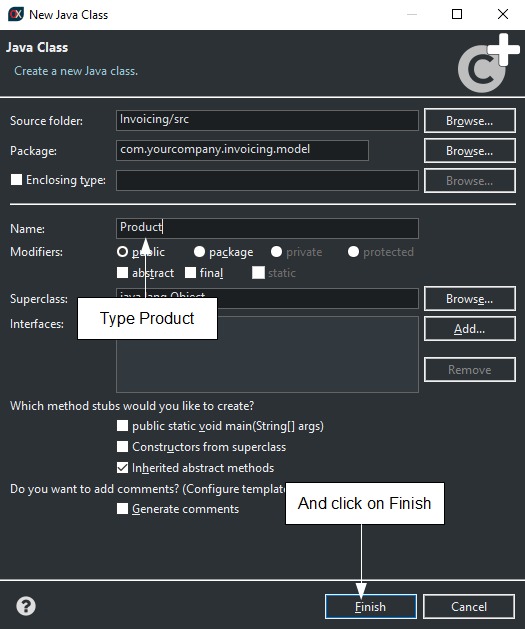 New Java Class
Java Class
Create a new Java class.
Source folder: Invoicing/src Browse...
Package: com.yourcompany.invoicing.model Browse...
Enclosing type: Browse...
Name: Product
Modifiers: public package private protected
abstract final static
Superclass: java.lang.Object Browse...
Type Product
Interfaces: Add...
Remove
Which method stubs would you like to create?
public static void main(String[] args)
Constructors from superclass
Inherited abstract methods
Do you want to add comments? (Configure templat
And click on Finish
Generate comments
Finish Cancel